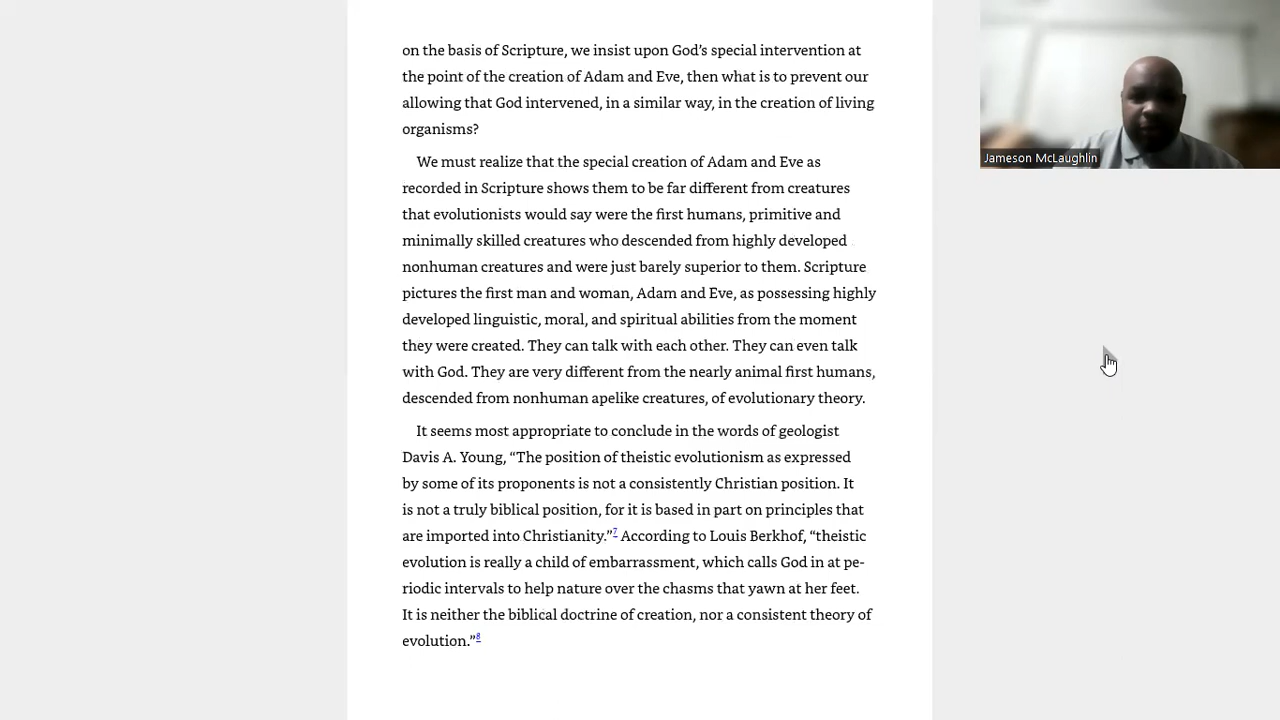 on the basis of Scripture, we insist upon God’s special intervention at
the point of the creation of Adam and Eve, then what is to prevent our
allowing that God intervened, in a similar way, in the creation of living
organisms?
We must realize that the special creation of Adam and Eve as
recorded in Scripture shows them to be far different from creatures
that evolutionists would say were the first humans, primitive and
minimally skilled creatures who descended from highly developed
nonhuman creatures and were just barely superior to them. Scripture
pictures the first man and woman, Adam and Eve, as possessing highly
developed linguistic, moral, and spiritual abilities from the moment
they were created. They can talk with each other. They can even talk
with God. They are very different from the nearly animal first humans,
descended from nonhuman apelike creatures, of evolutionary theory.
It seems most appropriate to conclude in the words of geologist
Davis A. Young, “The position of theistic evolutionism as expressed
by some of its proponents is not a consistently Christian position. It
is not a truly biblical position, for it is based in part on principles that
are imported into Christianity.”7 According to Louis Berkhof, “theistic
evolution is really a child of embarrassment, which calls God in at pe-
riodic intervals to help nature over the chasms that yawn at her feet.
It is neither the biblical doctrine of creation, nor a consistent theory of
evolution.”8
Jameson McLaughlin